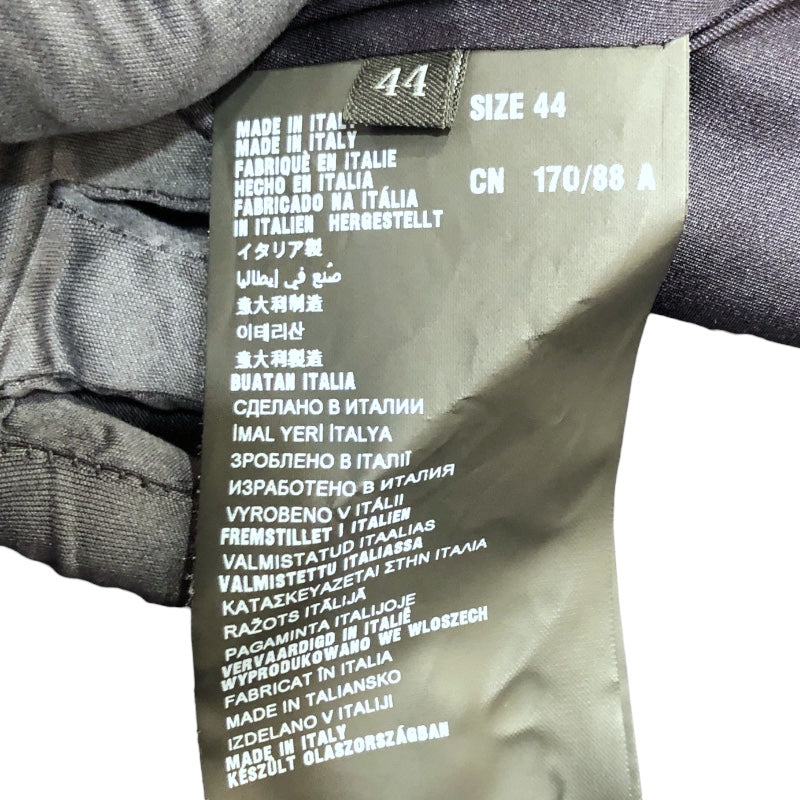 44
SIZE 44
CN 170/88 A
MADE IN ITALY
MADE IN ITALY
FABRIQUÉ EN ITALIE
HECHO EN ITALIA
FABRICADO NA ITÁLIA
IN ITALIEN HERGESTELLT
イタリア製
صُنع في إيطاليا
意大利制造
이테리산
意大利製造
BUATAN ITALIA
СДЕЛАНО В ИТАЛИИ
İMAL YERİ İTALYA
ЗРОБЛЕНО В ІТАЛІЇ
ИЗРАБОТЕНО В ИТАЛИЯ
VYROBENO V ITÁLII
FREMSTILLET I ITALIEN
VALMISTATUD ITAALIAS
VALMISTETTU ITALIASSA
ΚΑΤΑΣΚΕΥΑΖΕΤΑΙ ΣΤΗΝ ΙΤΑΛΙΑ
RAŽOTS ITĀLIJĀ
PAGAMINTA ITALIJOJE
VERVAARDIGD IN ITALIË
WYPRODUKOWANO WE WLOSZECH
FABRICAT ÎN ITALIA
MADE IN TALIANSKO
IZDELANO V ITALIJI
MADE IN ITALY
KÉSZÜLT OLASZORSZÁGBAN